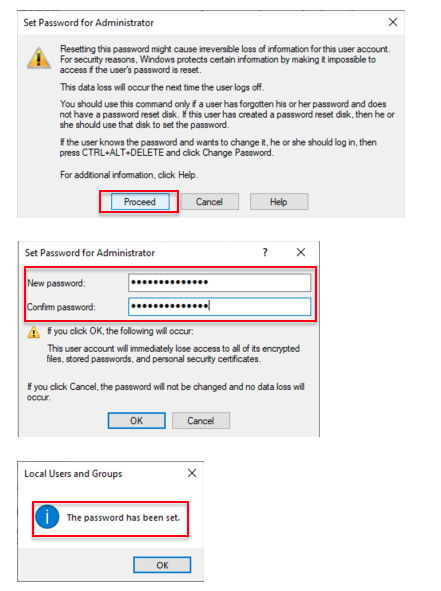 Set Password for Administrator
Resetting this password might cause irreversible loss of information for this user account.
For security reasons, Windows protects certain information by making it impossible to
access if the user's password is reset.
This data loss will occur the next time the user logs off.
You should use this command only if a user has forgotten his or her password and does
not have a password reset disk. If this user has created a password reset disk, then he or
she should use that disk to set the password.
If the user knows the password and wants to change it, he or she should log in, then
press CTRL+ALT+DELETE and click Change Password.
For additional information, click Help.
Proceed Cancel Help
Set Password for Administrator ?
New password: ●●●●●●●●●●●●●●
Confirm password: ●●●●●●●●●●●●●●
If you click OK, the following will occur:
This user account will immediately lose access to all of its encrypted
files, stored passwords, and personal security certificates.
If you click Cancel, the password will not be changed and no data loss will
occur.
OK Cancel
Local Users and Groups
The password has been set.
OK